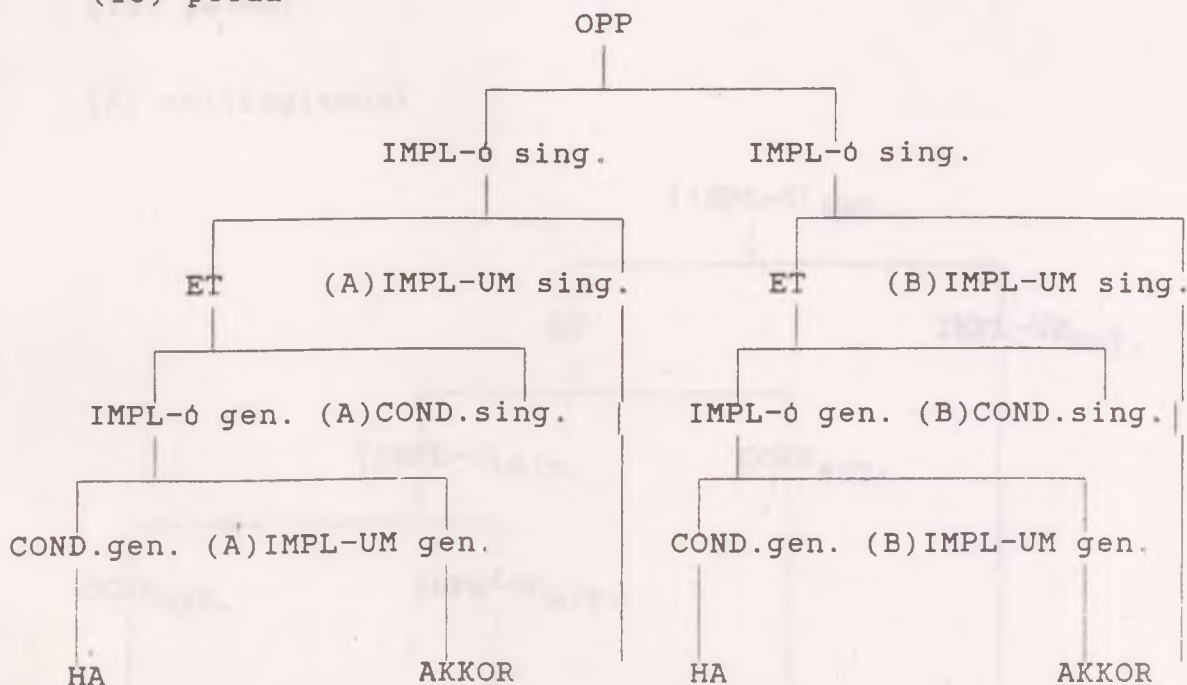 OPP
IMPL-ó sing. IMPL-ó sing.
ET (A)IMPL-UM sing. ET (B)IMPL-UM sing.
IMPL-ó gen. (A)COND.sing. IMPL-ó gen. (B)COND.sing.
COND.gen. (A)IMPL-UM gen. COND.gen. (B)IMPL-UM gen.
HA AKKOR HA AKKOR